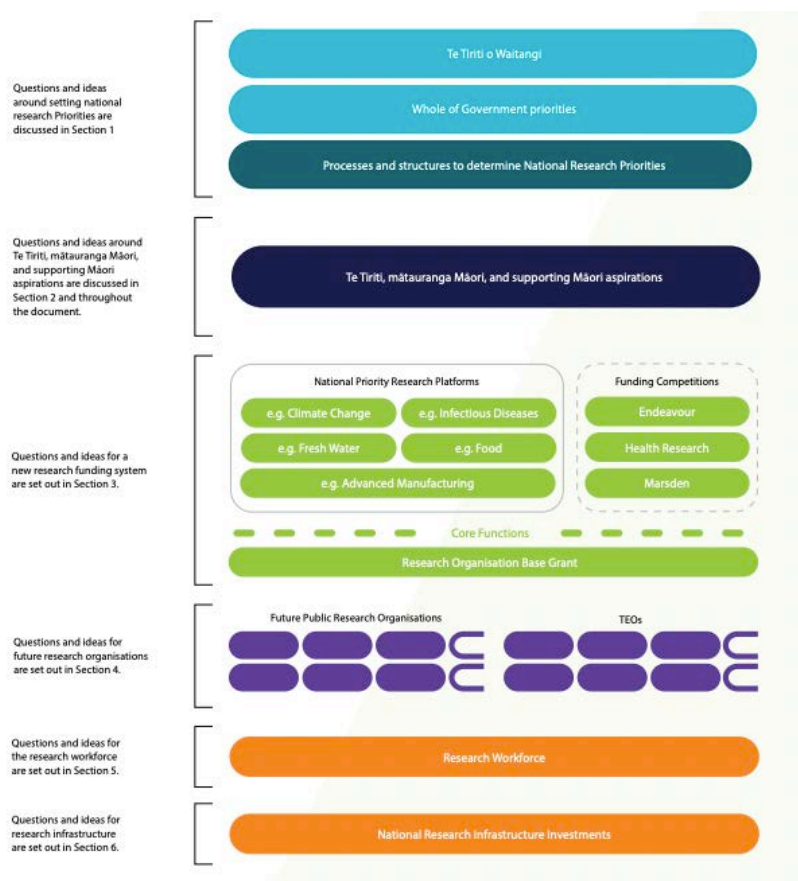 Questions and ideas
around setting national
research Priorities are
discussed in Section 1
Te Tiriti o Waitangi
Whole of Government priorities
Processes and structures to determine National Research Priorities
Questions and ideas around
Te Tiriti, mātauranga Māori,
and supporting Māori
aspirations are discussed in
Section 2 and throughout
the document.
Te Tiriti, mātauranga Māori, and supporting Māori aspirations
Questions and ideas for a
new research funding system
are set out in Section 3.
National Priority Research Platforms
e.g. Climate Change
e.g. Infectious Diseases
e.g. Fresh Water
e.g. Food
e.g. Advanced Manufacturing
Funding Competitions
Endeavour
Health Research
Marsden
Core Functions
Research Organisation Base Grant
Questions and ideas for
future research organisations
are set out in Section 4.
Future Public Research Organisations
TEOs
Questions and ideas for
the research workforce
are set out in Section 5.
Research Workforce
Questions and ideas for
research infrastructure
are set out in Section 6.
National Research Infrastructure Investments